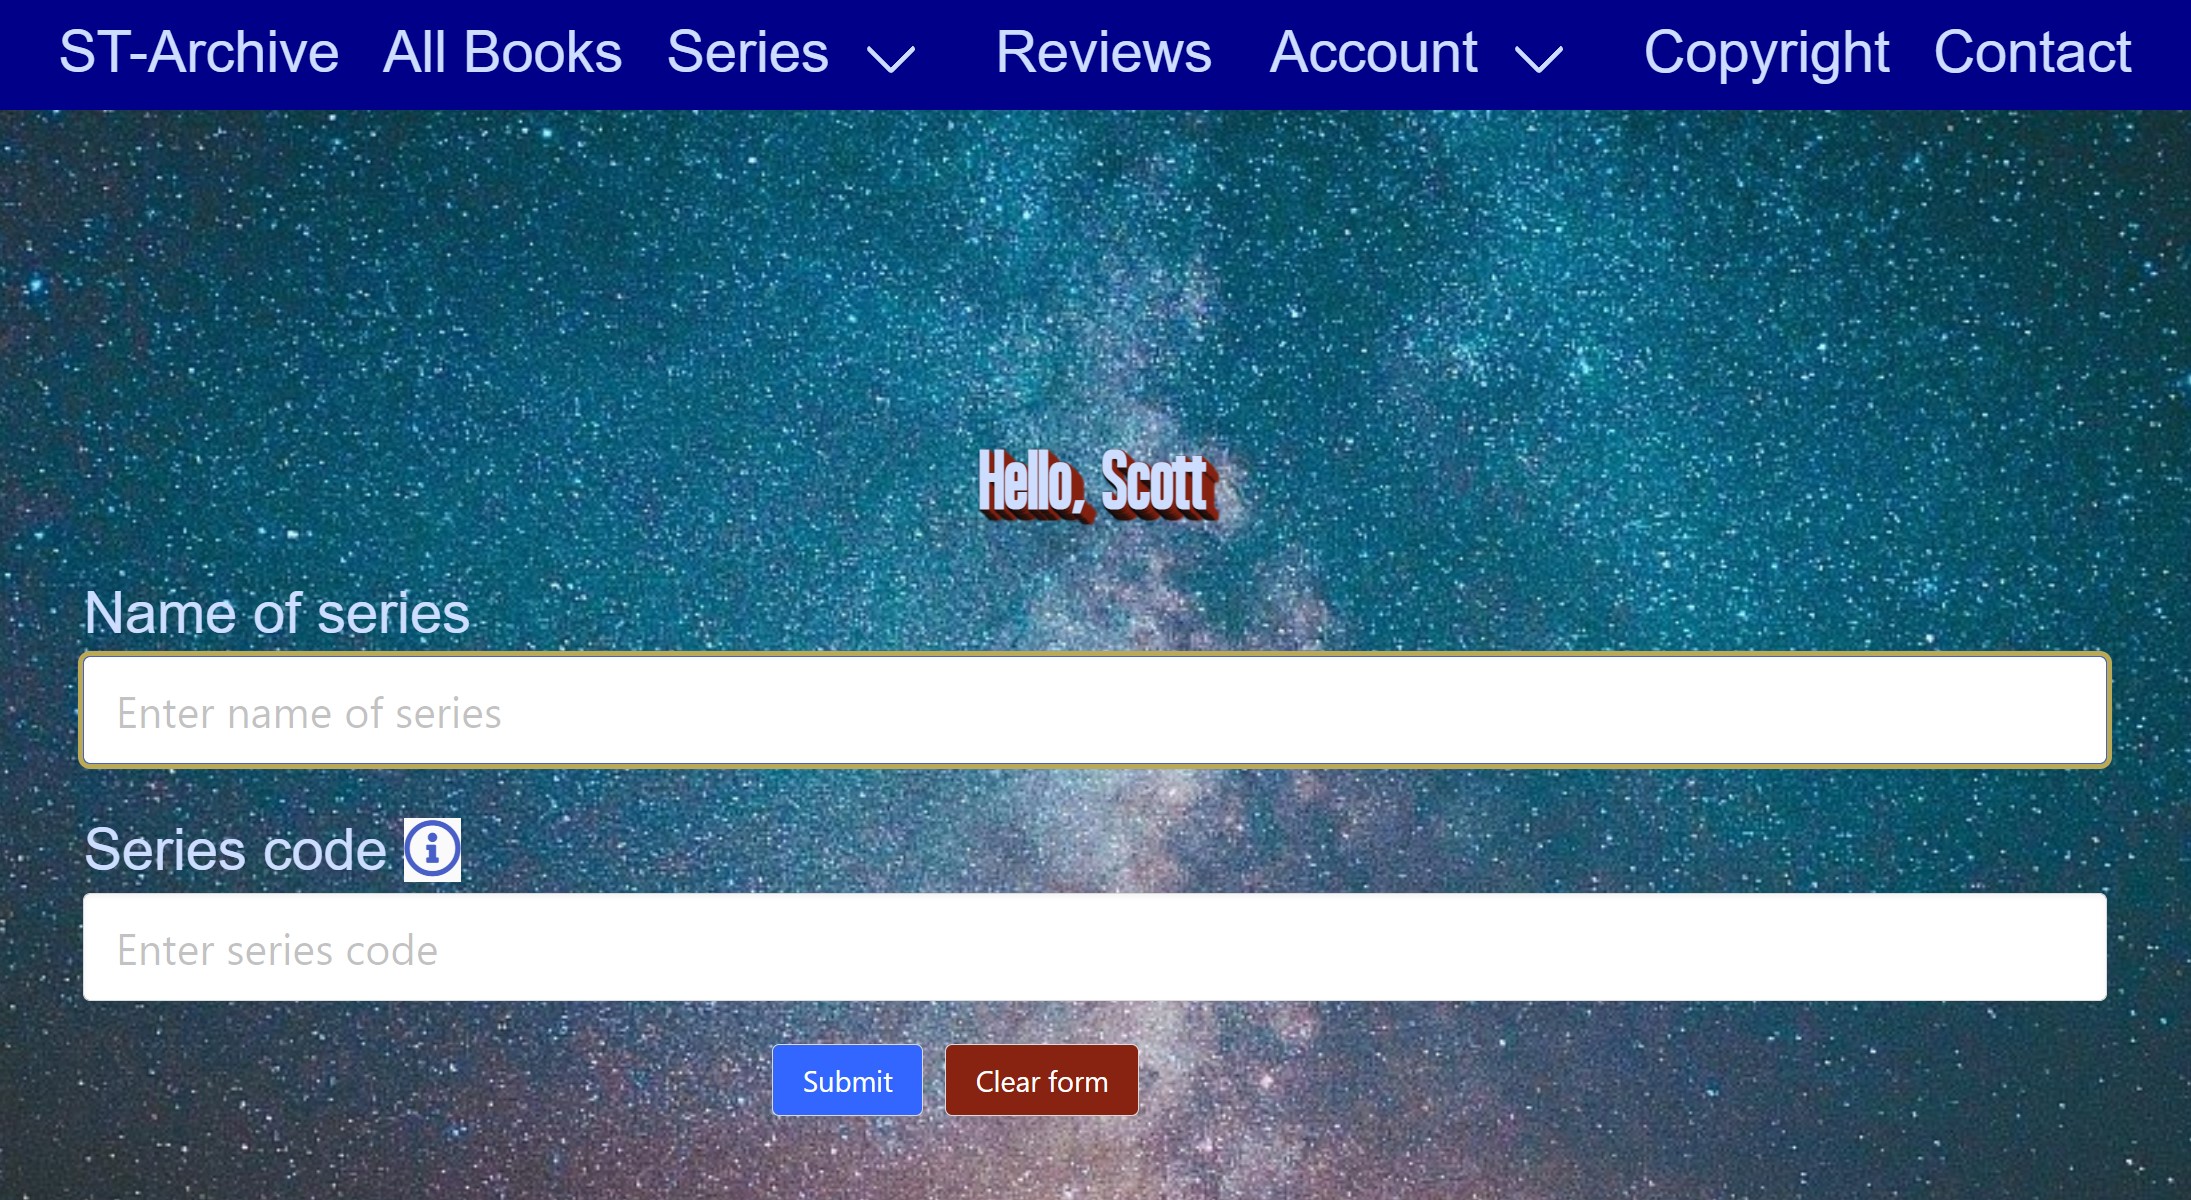 ST-Archive All Books Series Reviews Account Copyright Contact
Hello, Scott
Name of series
Enter name of series
Series code
Enter series code
Submit Clear form